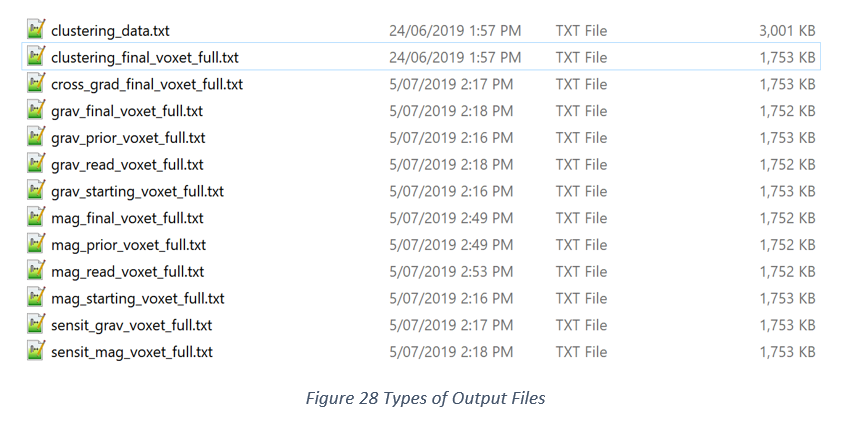 clustering_data.txt 24/06/2019 1:57 PM TXT File 3,001 KB
clustering_final_voxet_full.txt 24/06/2019 1:57 PM TXT File 1,753 KB
cross_grad_final_voxet_full.txt 5/07/2019 2:17 PM TXT File 1,753 KB
grav_final_voxet_full.txt 5/07/2019 2:18 PM TXT File 1,752 KB
grav_prior_voxet_full.txt 5/07/2019 2:16 PM TXT File 1,753 KB
grav_read_voxet_full.txt 5/07/2019 2:18 PM TXT File 1,752 KB
grav_starting_voxet_full.txt 5/07/2019 2:16 PM TXT File 1,753 KB
mag_final_voxet_full.txt 5/07/2019 2:49 PM TXT File 1,752 KB
mag_prior_voxet_full.txt 5/07/2019 2:49 PM TXT File 1,752 KB
mag_read_voxet_full.txt 5/07/2019 2:53 PM TXT File 1,752 KB
mag_starting_voxet_full.txt 5/07/2019 2:16 PM TXT File 1,753 KB
sensit_grav_voxet_full.txt 5/07/2019 2:17 PM TXT File 1,753 KB
sensit_mag_voxet_full.txt 5/07/2019 2:18 PM TXT File 1,753 KB
Figure 28 Types of Output Files